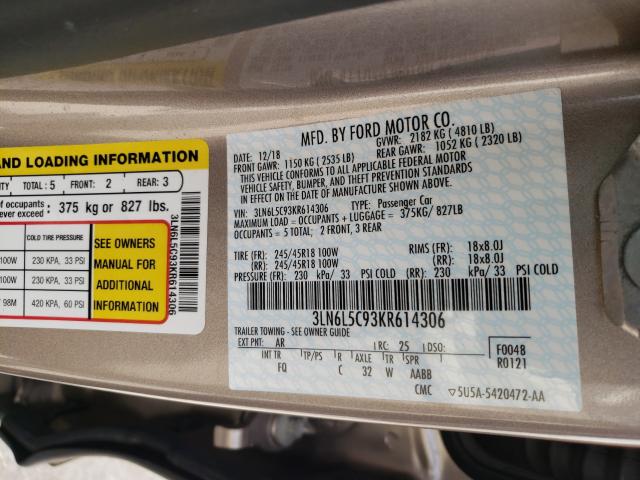 AND LOADING INFORMATION
TOTAL: 5 FRONT: 2 REAR: 3
of occupants
never exceed: 375 kg or 827 lbs.
COLD TIRE PRESSURE
100W 230 KPA, 33 PSI
100W 230 KPA, 33 PSI
98M 420 KPA, 60 PSI
SEE OWNERS
MANUAL FOR
ADDITIONAL
INFORMATION
3LN6L5C93KR614306
MFD. BY FORD MOTOR CO.
DATE: 12/18 GVWR: 2182 KG (4810 LB)
FRONT GAWR: 1150 KG (2535 LB) REAR GAWR: 1052 KG (2320 LB)
THIS VEHICLE CONFORMS TO ALL APPLICABLE FEDERAL MOTOR
VEHICLE SAFETY, BUMPER, AND THEFT PREVENTION STANDARDS
IN EFFECT ON THE DATE OF MANUFACTURE SHOWN ABOVE.
VIN: 3LN6L5C93KR614306 TYPE: Passenger Car
MAXIMUM LOAD = OCCUPANTS + LUGGAGE = 375KG/ 827LB
OCCUPANTS = 5 TOTAL; 2 FRONT, 3 REAR
TIRE (FR): 245/45R18 100W RIMS (FR): 18x8.0J
(RR): 245/45R18 100W (RR): 18x8.0J
PRESSURE (FR): 230 kPa/ 33 PSI COLD (RR): 230 kPa/ 33 PSI COLD
3LN6L5C93KR614306
TRAILER TOWING - SEE OWNER GUIDE
EXT PNT: AR RC: 25 DSO:
F0048
R0121
INT TR TP/PS R AXLE TR SPR
FQ C 32 W AABB
CMC ▽5U5A-5420472-AA